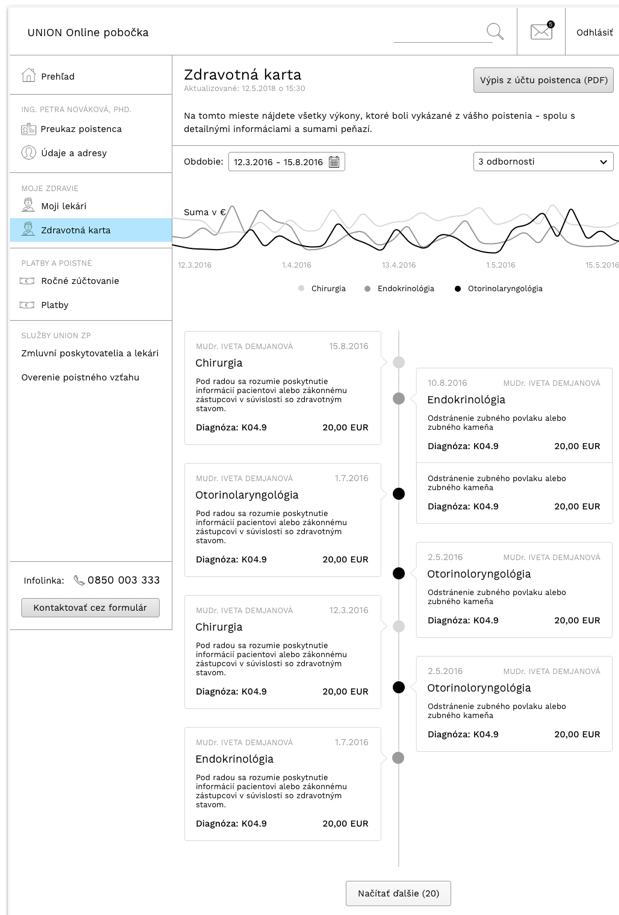 UNION Online pobočka
5
Odhlásiť
Prehľad
ING. PETRA NOVÁKOVÁ, PHD.
Preukaz poistenca
Údaje a adresy
MOJE ZDRAVIE
Moji lekári
Zdravotná karta
PLATBY A POISTNÉ
Ročné zúčtovanie
Platby
SLUŽBY UNION ZP
Zmluvní poskytovatelia a lekári
Overenie poistného vzťahu
Infolinka: 0850 003 333
Kontaktovať cez formulár
Zdravotná karta
Aktualizované: 12.5.2018 o 15:30
Výpis z účtu poistenca (PDF)
Na tomto mieste nájdete všetky výkony, ktoré boli vykázané z vášho poistenia - spolu s
detailnými informáciami a sumami peňazí.
Obdobie: 12.3.2016 - 15.8.2016
3 odbornosti
Suma v €
12.3.2016 1.4.2016 13.4.2016 1.5.2016 15.5.2016
Chirurgia Endokrinológia Otorinolaryngológia
MUDr. IVETA DEMJANOVÁ 15.8.2016
Chirurgia
Pod radou sa rozumie poskytnutie
informácií pacientovi alebo zákonnému
zástupcovi v súvislosti so zdravotným
stavom.
Diagnóza: K04.9 20,00 EUR
10.8.2016 MUDr. IVETA DEMJANOVÁ
Endokrinológia
Odstránenie zubného povlaku alebo
zubného kameňa
Diagnóza: K04.9 20,00 EUR
Odstránenie zubného povlaku alebo
zubného kameňa
Diagnóza: K04.9 20,00 EUR
MUDr. IVETA DEMJANOVÁ 1.7.2016
Otorinolaryngológia
Pod radou sa rozumie poskytnutie
informácií pacientovi alebo zákonnému
zástupcovi v súvislosti so zdravotným
stavom.
Diagnóza: K04.9 20,00 EUR
2.5.2016 MUDr. IVETA DEMJANOVÁ
Otorinoloryngológia
Odstránenie zubného povlaku alebo
zubného kameňa
Diagnóza: K04.9 20,00 EUR
MUDr. IVETA DEMJANOVÁ 12.3.2016
Chirurgia
Pod radou sa rozumie poskytnutie
informácií pacientovi alebo zákonnému
zástupcovi v súvislosti so zdravotným
stavom.
Diagnóza: K04.9 20,00 EUR
2.5.2016 MUDr. IVETA DEMJANOVÁ
Otorinoloryngológia
Odstránenie zubného povlaku alebo
zubného kameňa
Diagnóza: K04.9 20,00 EUR
MUDr. IVETA DEMJANOVÁ 1.7.2016
Endokrinológia
Pod radou sa rozumie poskytnutie
informácií pacientovi alebo zákonnému
zástupcovi v súvislosti so zdravotným
stavom.
Diagnóza: K04.9 20,00 EUR
Načítať ďalšie (20)